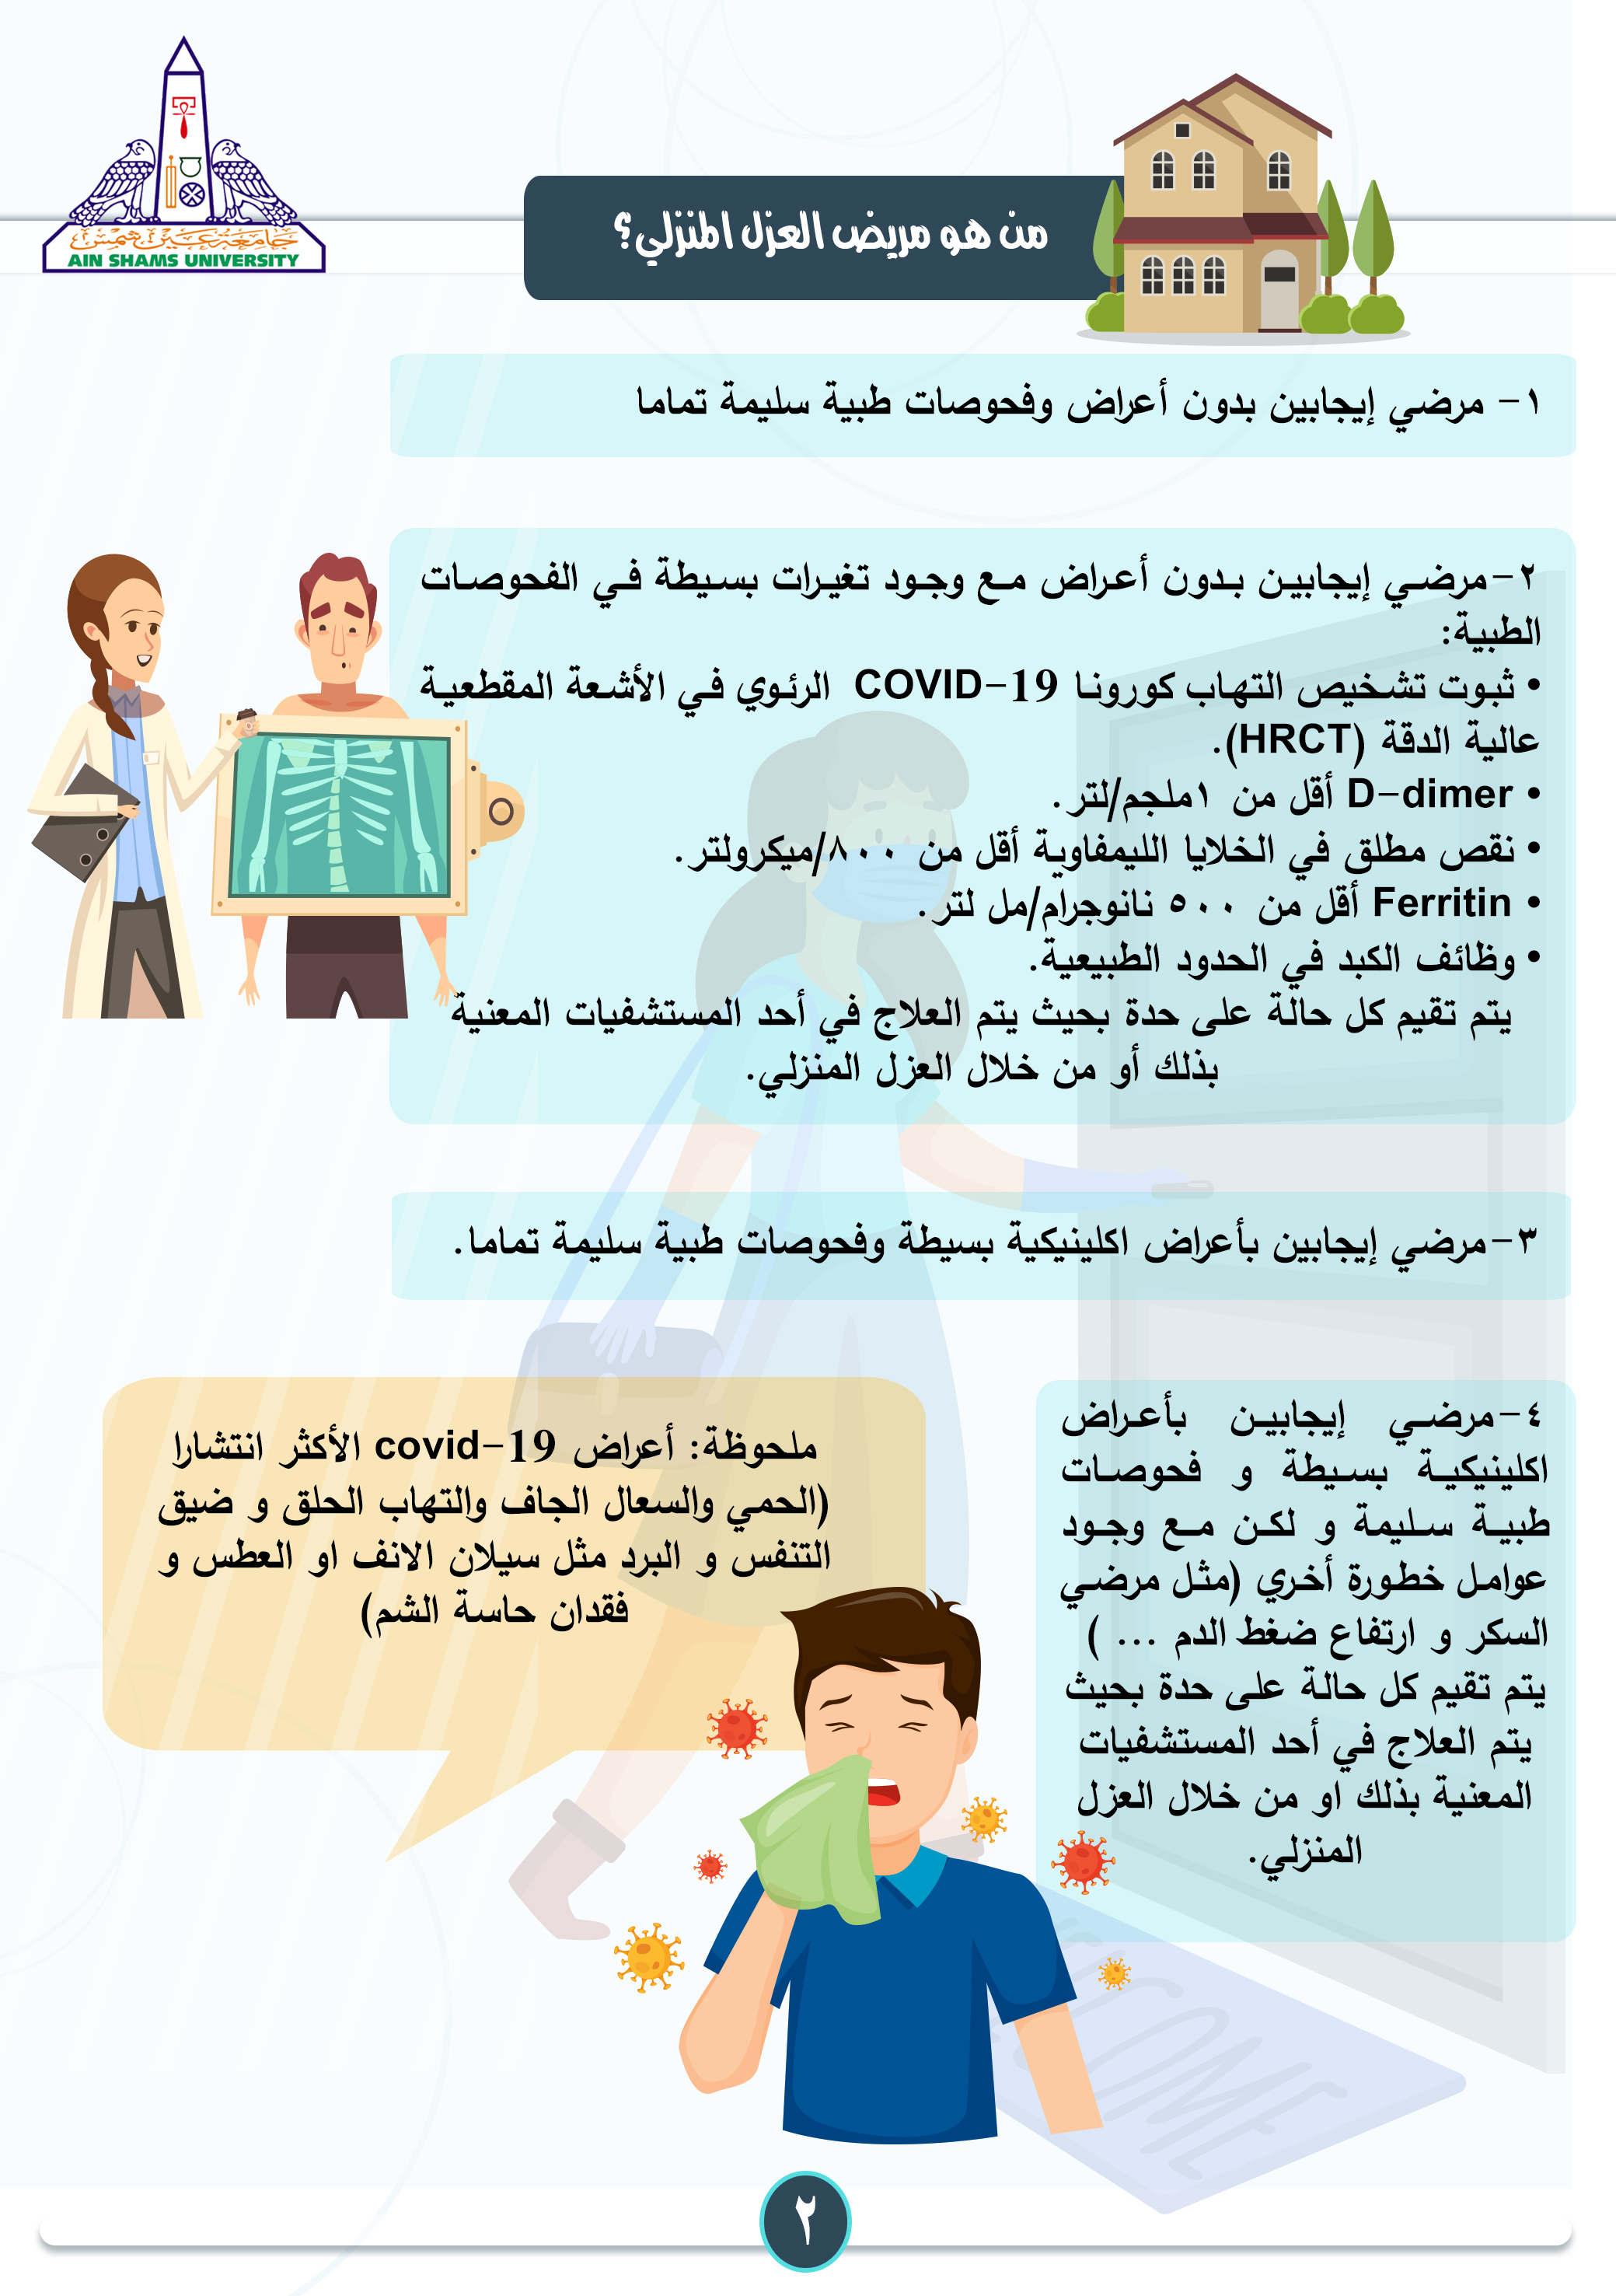 جامعة عين شمس
AIN SHAMS UNIVERSITY
من هو مريض العزل المنزلي؟
١- مرضي إيجابين بدون أعراض وفحوصات طبية سليمة تماما
٢-مرضي إيجابيين بدون أعراض مع وجود تغيرات بسيطة في الفحوصات
الطبية:
• ثبوت تشخيص التهاب كورونا COVID-19 الرئوي في الأشعة المقطعية
عالية الدقة (HRCT).
• D-dimer أقل من ١ملجم/لتر.
• نقص مطلق في الخلايا الليمفاوية أقل من ٨٠٠/ميكرولتر.
• Ferritin أقل من ٥٠٠ نانوجرام/مل لتر.
• وظائف الكبد في الحدود الطبيعية.
يتم تقيم كل حالة على حدة بحيث يتم العلاج في أحد المستشفيات المعنية
بذلك أو من خلال العزل المنزلي.
٣-مرضي إيجابيين بأعراض اكلينيكية بسيطة وفحوصات طبية سليمة تماما.
٤-مرضي إيجابيين بأعراض
اكلينيكية بسيطة و فحوصات
طبية سليمة و لكن مع وجود
عوامل خطورة أخري (مثل مرضي
السكر و ارتفاع ضغط الدم ... )
يتم تقيم كل حالة على حدة بحيث
يتم العلاج في أحد المستشفيات
المعنية بذلك او من خلال العزل
المنزلي.
ملحوظة: أعراض covid-19 الأكثر انتشارا
(الحمي والسعال الجاف والتهاب الحلق و ضيق
التنفس و البرد مثل سيلان الانف او العطس و
فقدان حاسة الشم)
٢